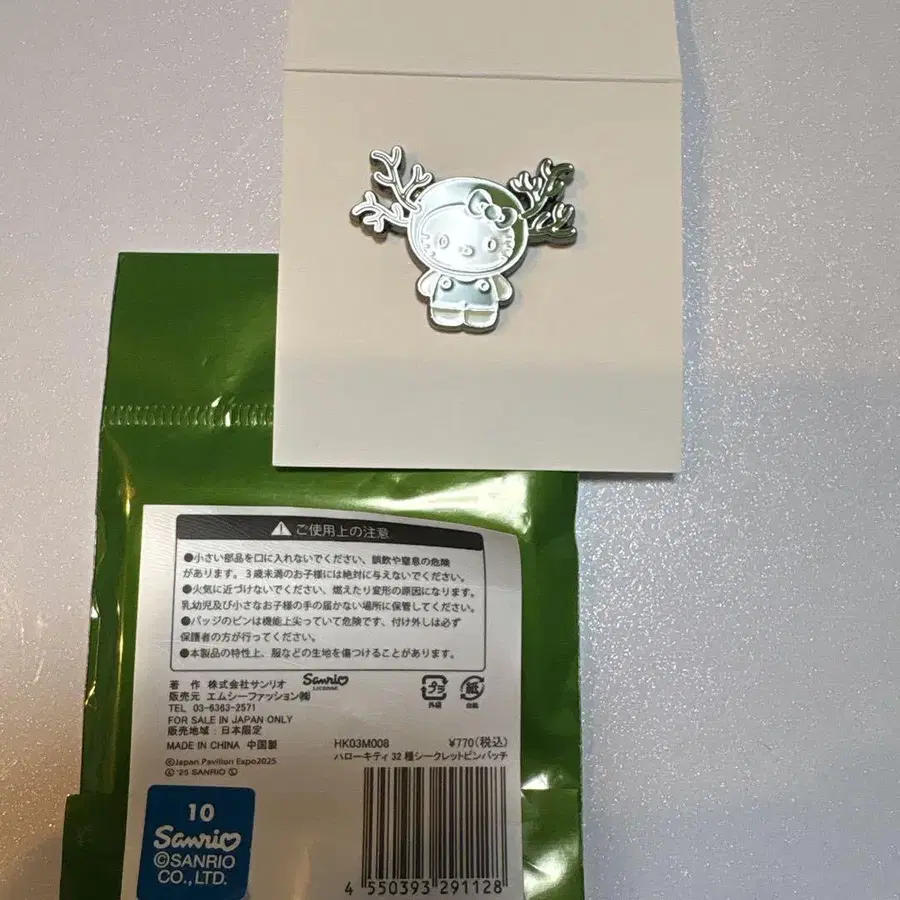 ⚠ ご使用上の注意
●小さい部品を口に入れないでください、誤飲や窒息の危険
があります。3歳未満のお子様には絶対に与えないでください。
●火気に近づけないでください、燃えたり変形の原因になります。
乳幼児及び小さなお子様の手の届かない場所に保管してください。
●バッジのピンは機能上尖っていて危険です、付け外しは必ず
保護者の方が行ってください。
●本製品の特性上、服などの生地を傷つけることがあります。
著 作 株式会社サンリオ Sanrio LICENSE
販売元 エムシーファッション㈱
プラ 外袋 紙 台紙
TEL 03-6363-2571
FOR SALE IN JAPAN ONLY
販売地域：日本限定
MADE IN CHINA 中国製 HK03M008 ¥770(税込)
ハローキティ 32種シークレットピンバッチ
©Japan Pavilion Expo2025
©'25 SANRIO Ⓛ
10
Sanrio
©SANRIO
CO., LTD.
4 550393 291128